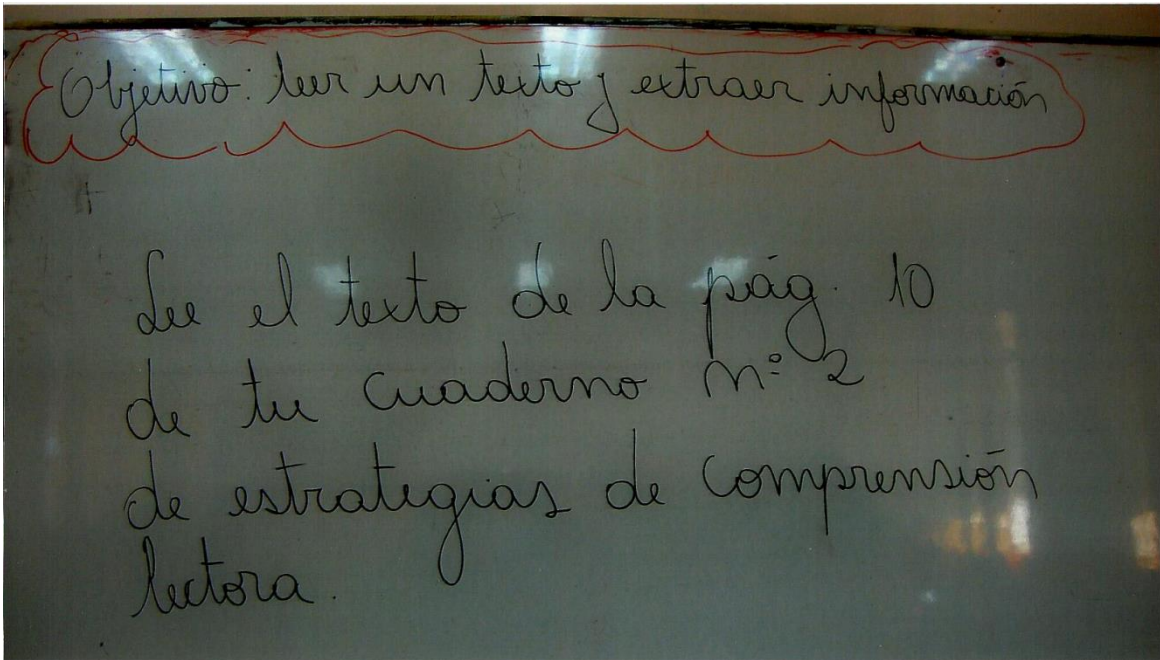 Objetivo: leer un texto y extraer información
Lee el texto de la pág. 10
de tu cuaderno nº 2
de estrategias de comprensión
lectora.